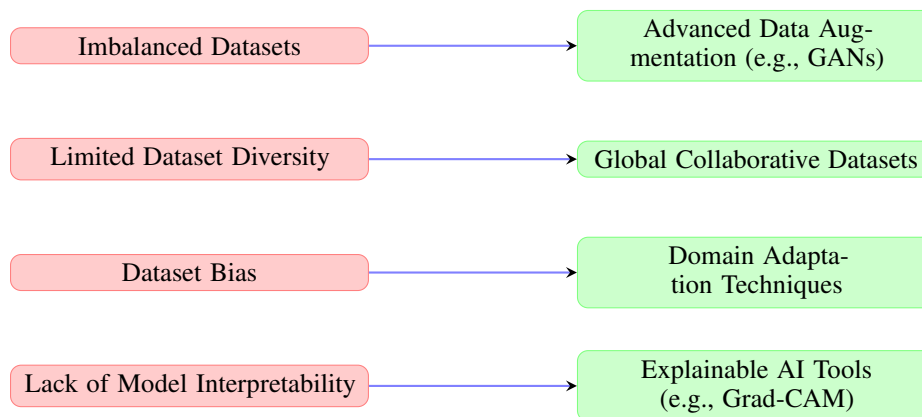 Imbalanced Datasets
Advanced Data Aug-
mentation (e.g., GANs)
Limited Dataset Diversity
Global Collaborative Datasets
Dataset Bias
Domain Adapta-
tion Techniques
Lack of Model Interpretability
Explainable AI Tools
(e.g., Grad-CAM)